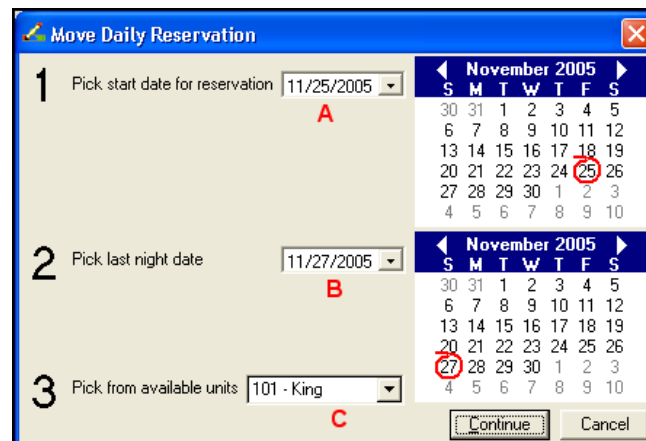 Move Daily Reservation
1 Pick start date for reservation 11/25/2005
A
November 2005
S M T W T F S
30 31 1 2 3 4 5
6 7 8 9 10 11 12
13 14 15 16 17 18 19
20 21 22 23 24 25 26
27 28 29 30 1 2 3
4 5 6 7 8 9 10
2 Pick last night date 11/27/2005
B
November 2005
S M T W T F S
30 31 1 2 3 4 5
6 7 8 9 10 11 12
13 14 15 16 17 18 19
20 21 22 23 24 25 26
27 28 29 30 1 2 3
4 5 6 7 8 9 10
3 Pick from available units 101 - King
C
Continue Cancel